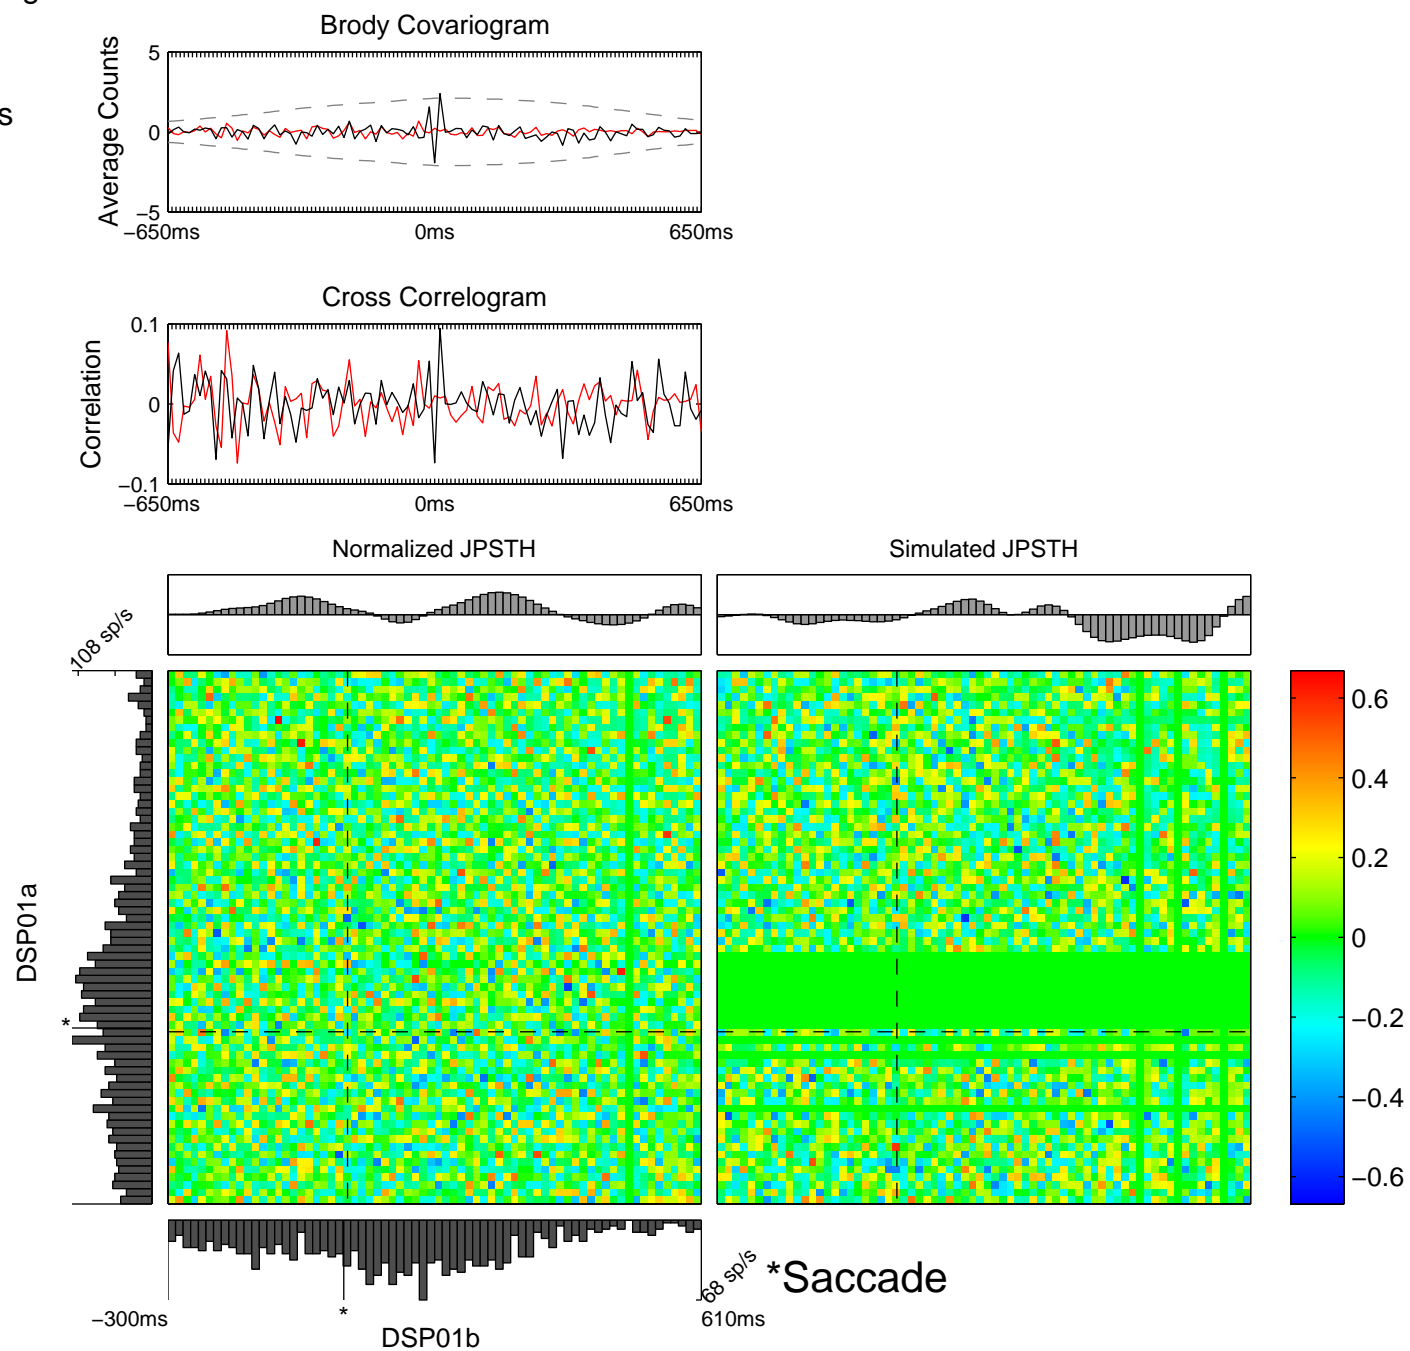 g
Brody Covariogram
s
Average Counts
5
0
−5
−650ms 0ms 650ms
Cross Correlogram
Correlation
0.1
0
−0.1
−650ms 0ms 650ms
Normalized JPSTH
Simulated JPSTH
108 sp/s
DSP01a
*
0.6
0.4
0.2
0
−0.2
−0.4
−0.6
68 sp/s
*Saccade
−300ms * 610ms
DSP01b